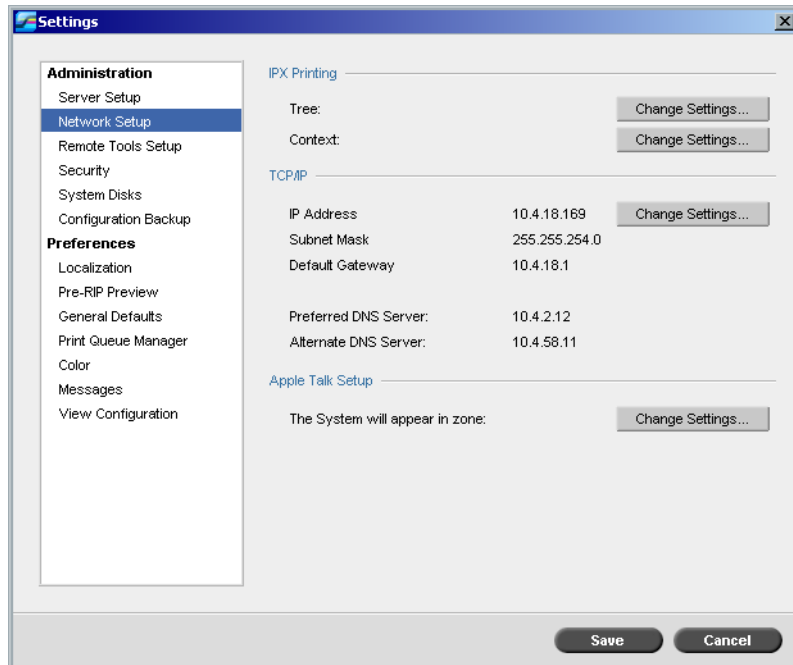 Settings
Administration
Server Setup
Network Setup
Remote Tools Setup
Security
System Disks
Configuration Backup
Preferences
Localization
Pre-RIP Preview
General Defaults
Print Queue Manager
Color
Messages
View Configuration
IPX Printing
Tree: Change Settings...
Context: Change Settings...
TCP/IP
IP Address 10.4.18.169 Change Settings...
Subnet Mask 255.255.254.0
Default Gateway 10.4.18.1
Preferred DNS Server: 10.4.2.12
Alternate DNS Server: 10.4.58.11
Apple Talk Setup
The System will appear in zone: Change Settings...
Save Cancel